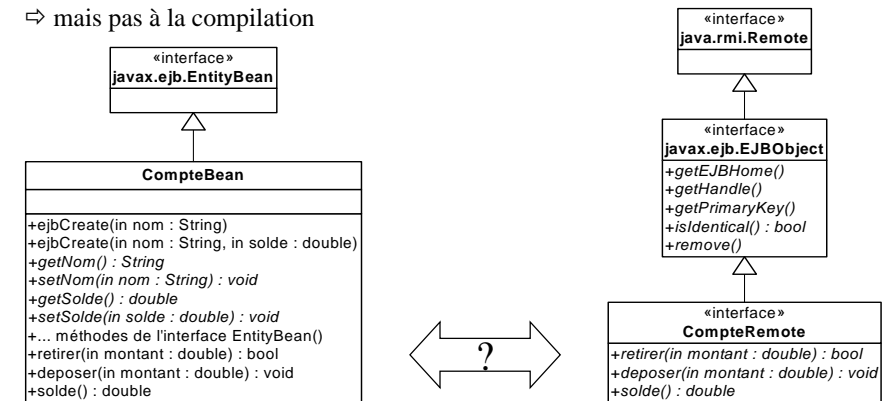 ⇨ mais pas à la compilation
«interface»
javax.ejb.EntityBean
CompteBean
+ejbCreate(in nom : String)
+ejbCreate(in nom : String, in solde : double)
+getNom() : String
+setNom(in nom : String) : void
+getSolde() : double
+setSolde(in solde : double) : void
+... méthodes de l'interface EntityBean()
+retirer(in montant : double) : bool
+deposer(in montant : double) : void
+solde() : double
?
«interface»
java.rmi.Remote
«interface»
javax.ejb.EJBObject
+getEJBHome()
+getHandle()
+getPrimaryKey()
+isIdentical() : bool
+remove()
«interface»
CompteRemote
+retirer(in montant : double) : bool
+deposer(in montant : double) : void
+solde() : double